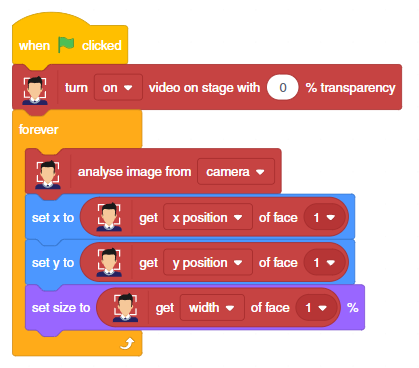 when clicked
turn on video on stage with 0 % transparency
forever
analyse image from camera
set x to get x position of face 1
set y to get y position of face 1
set size to get width of face 1 %